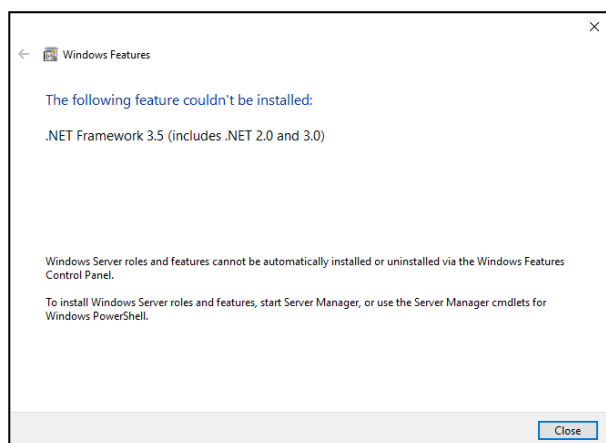 Windows Features
The following feature couldn't be installed:
.NET Framework 3.5 (includes .NET 2.0 and 3.0)
Windows Server roles and features cannot be automatically installed or uninstalled via the Windows Features
Control Panel.
To install Windows Server roles and features, start Server Manager, or use the Server Manager cmdlets for
Windows PowerShell.
Close